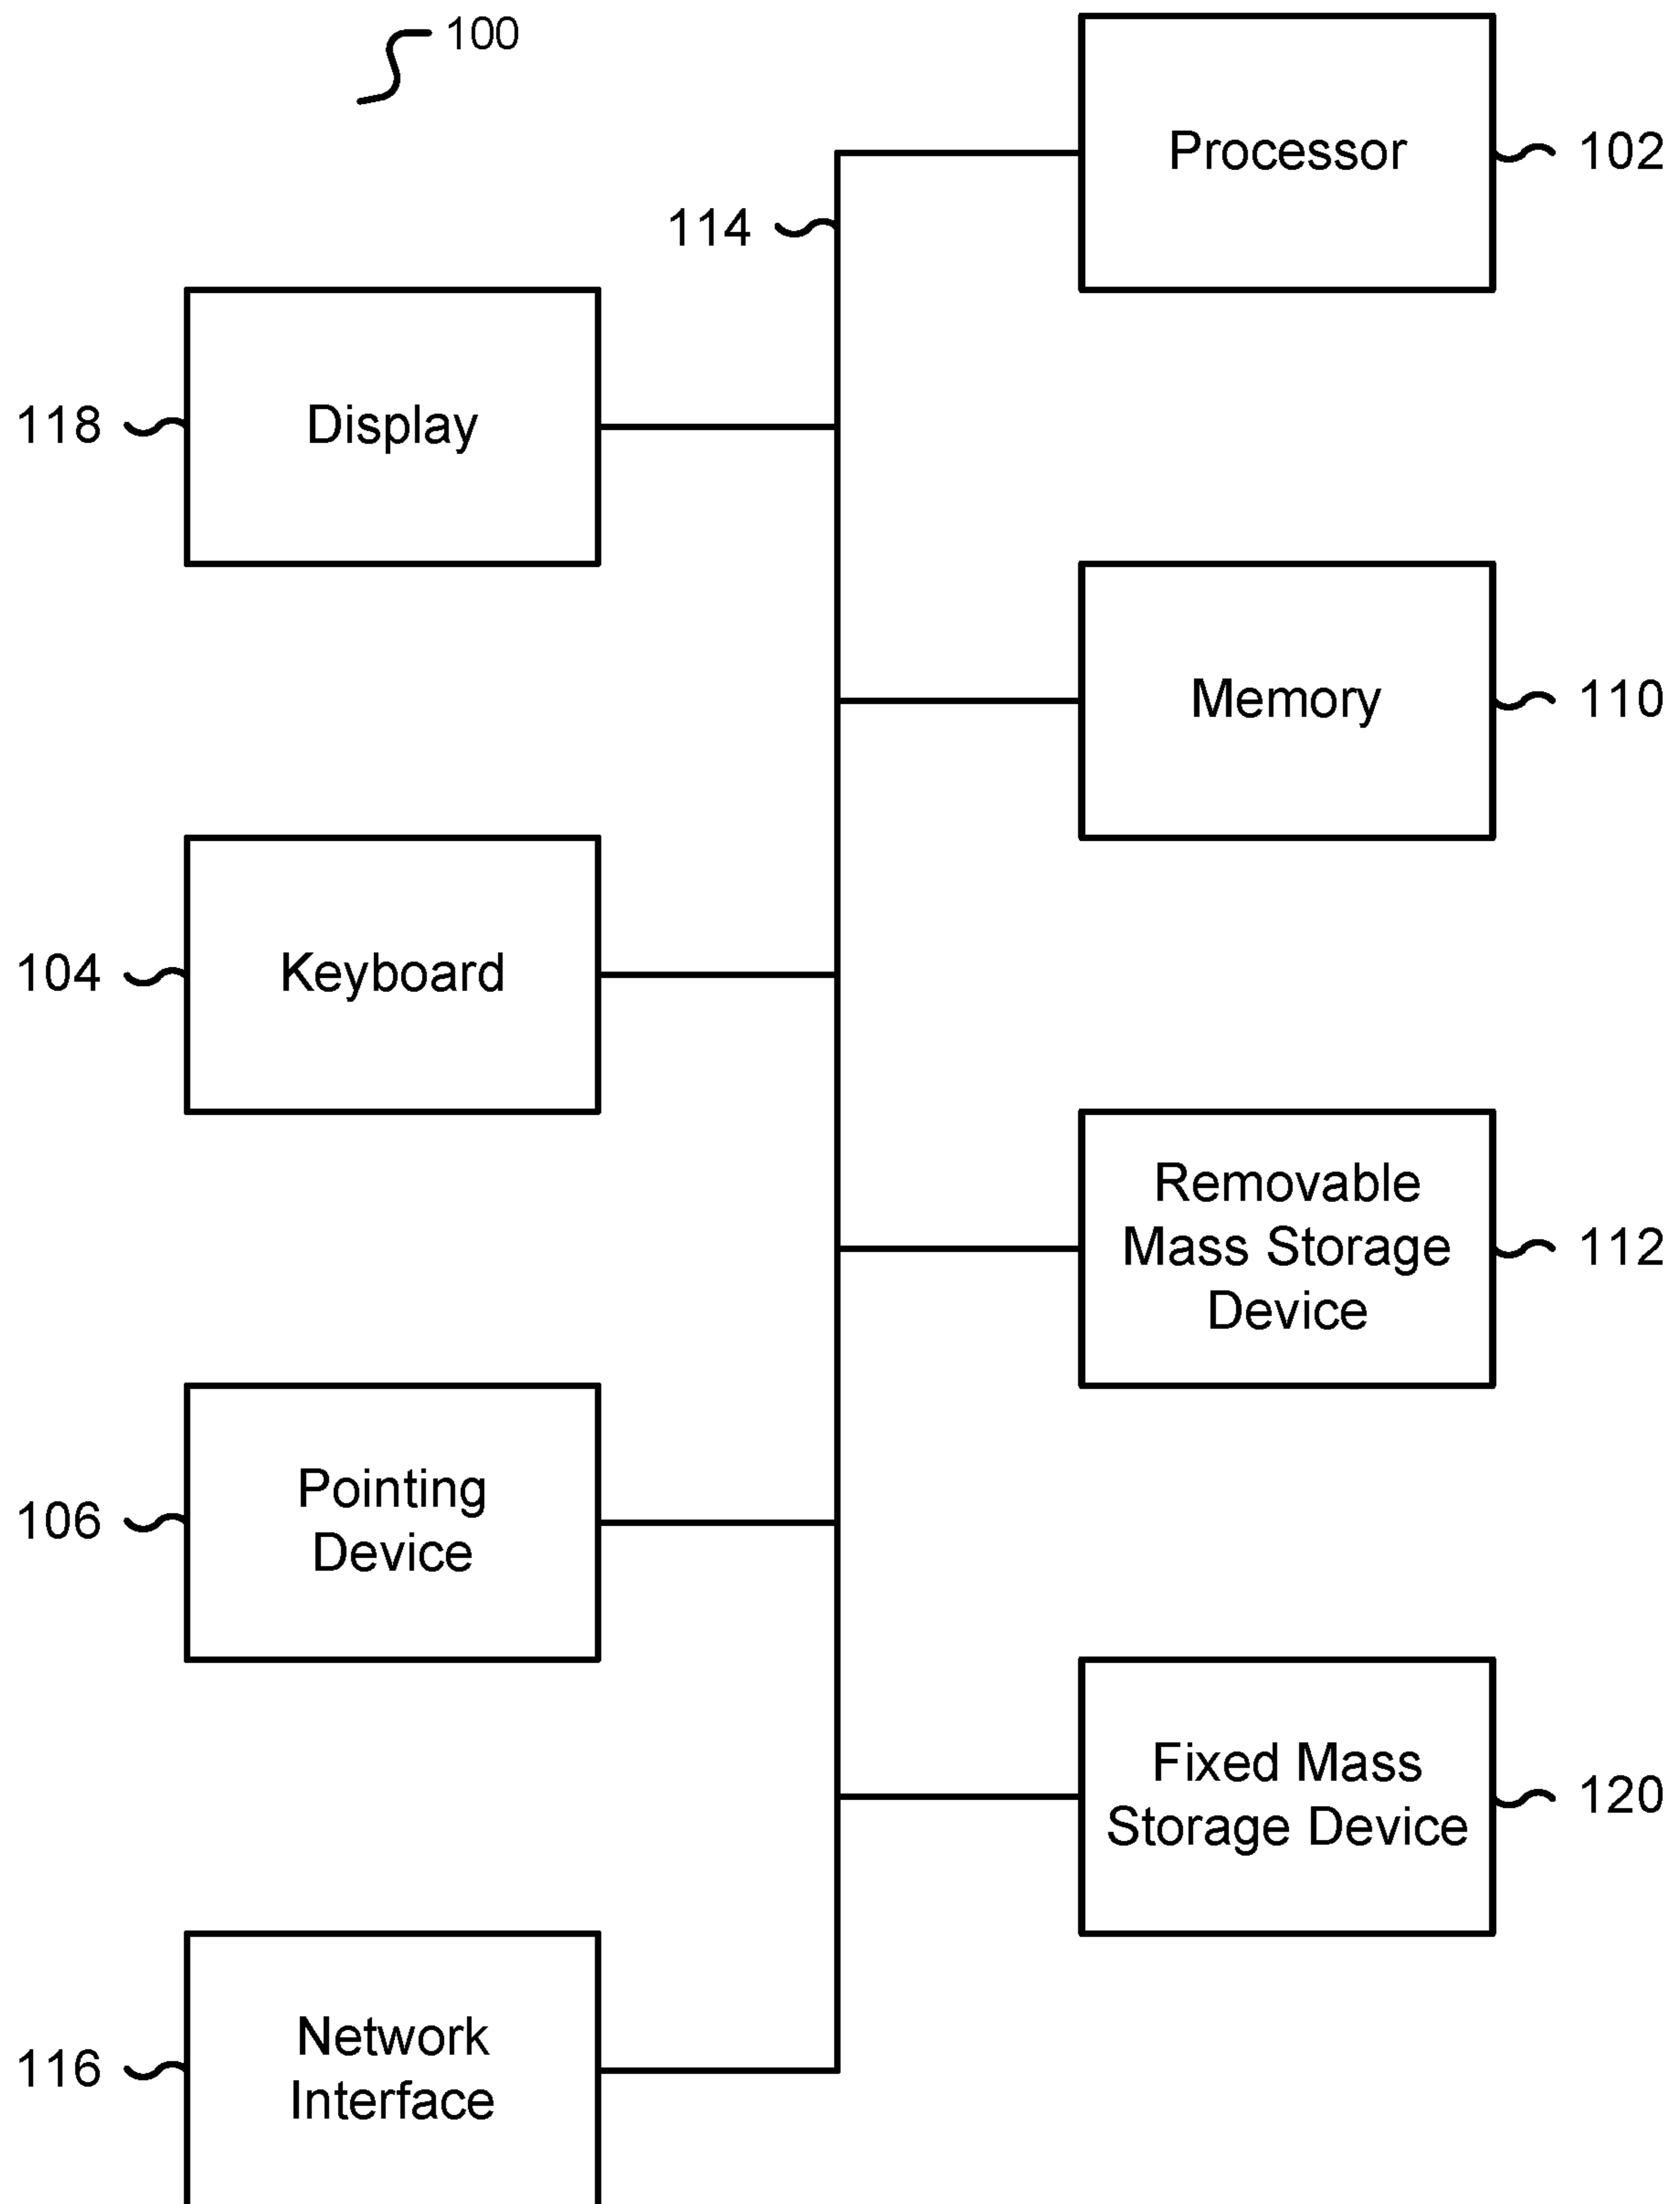 100
Processor
102
114
118
Display
Memory
110
104
Keyboard
Removable
Mass Storage
Device
112
106
Pointing
Device
Fixed Mass
Storage Device
120
116
Network
Interface